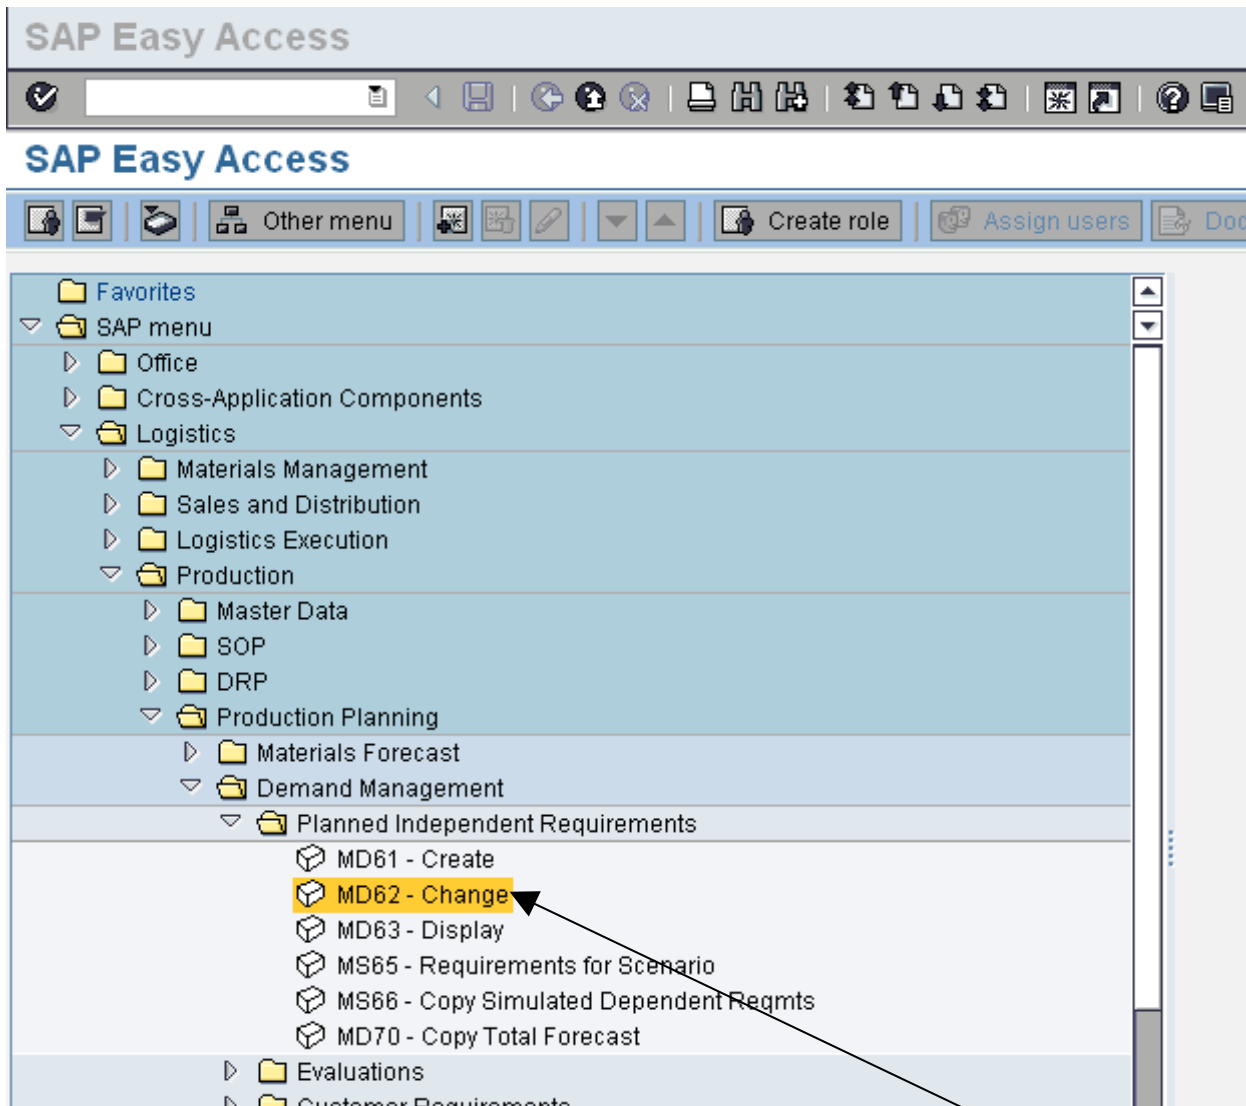 SAP Easy Access
SAP Easy Access
Other menu Create role Assign users Doc
Favorites
SAP menu
Office
Cross-Application Components
Logistics
Materials Management
Sales and Distribution
Logistics Execution
Production
Master Data
SOP
DRP
Production Planning
Materials Forecast
Demand Management
Planned Independent Requirements
MD61 - Create
MD62 - Change
MD63 - Display
MS65 - Requirements for Scenario
MS66 - Copy Simulated Dependent Reqmts
MD70 - Copy Total Forecast
Evaluations
Customer Requirements